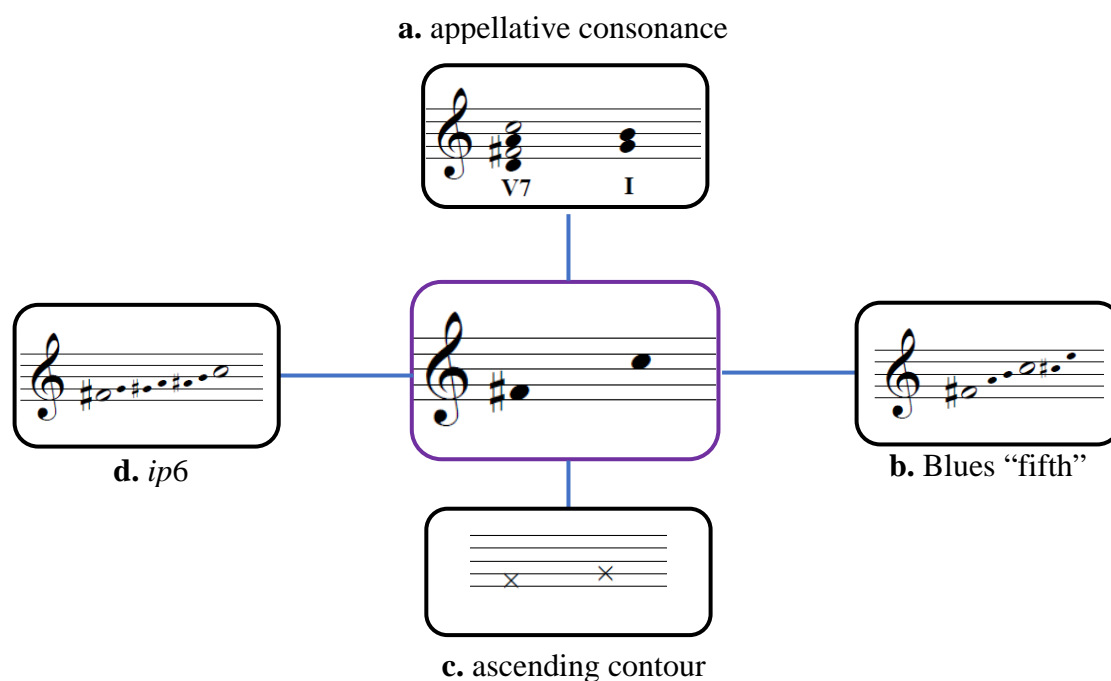 a. appellative consonance
V7 I
d. ip6
b. Blues “fifth”
c. ascending contour